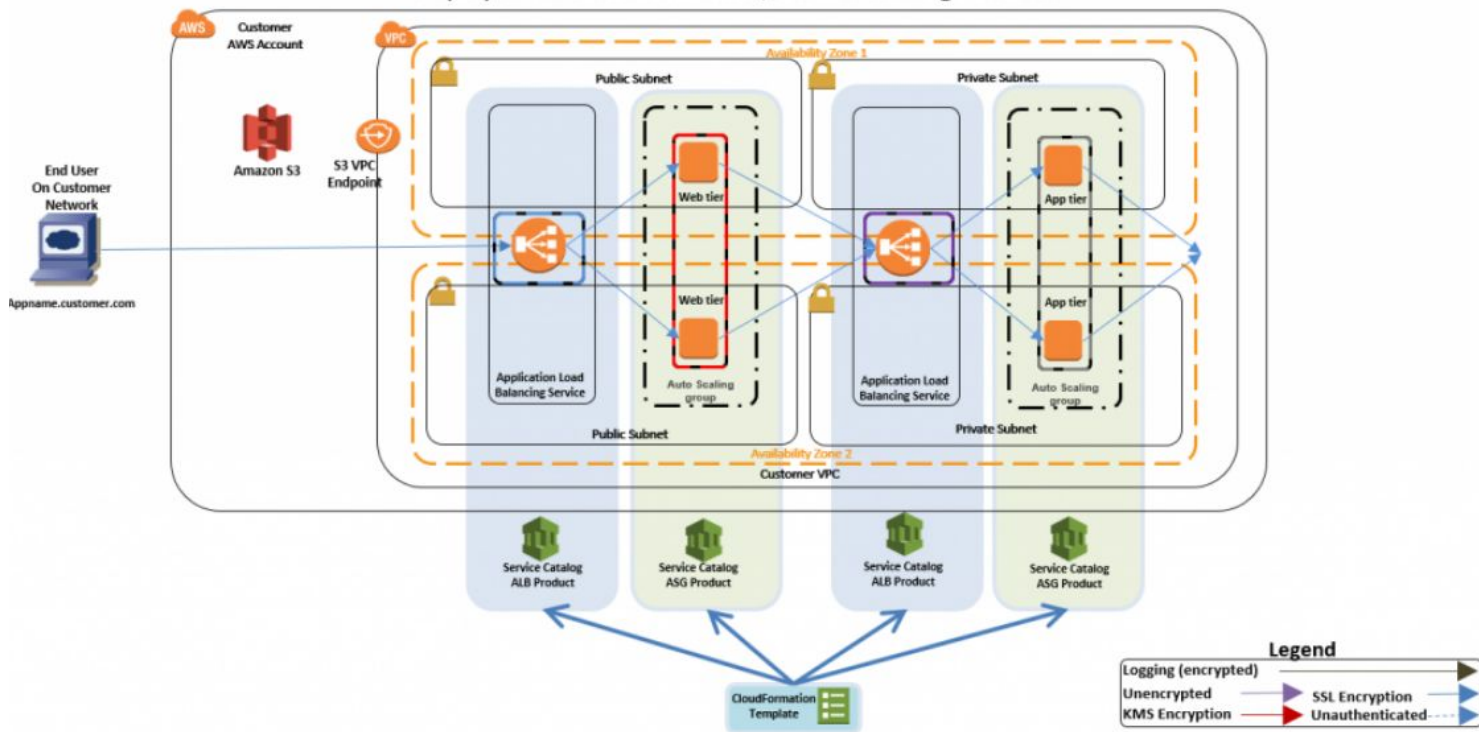 AWS
Customer
AWS Account
VPC
Availability Zone 1
Public Subnet
Private Subnet
Amazon S3
S3 VPC
Endpoint
End User
On Customer
Network
Appname.customer.com
Web tier
App tier
Web tier
App tier
Application Load
Balancing Service
Auto Scaling
group
Application Load
Balancing Service
Auto Scaling
group
Public Subnet
Private Subnet
Availability Zone 2
Customer VPC
Service Catalog
ALB Product
Service Catalog
ASG Product
Service Catalog
ALB Product
Service Catalog
ASG Product
CloudFormation
Template
Legend
Logging (encrypted)
Unencrypted
SSL Encryption
KMS Encryption
Unauthenticated